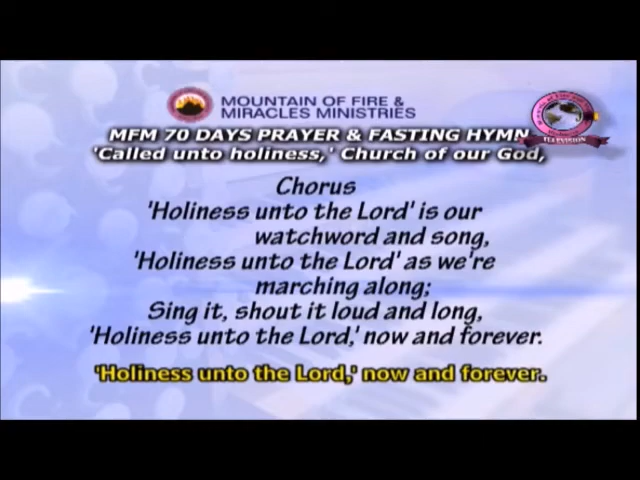 MOUNTAIN OF FIRE &
MIRACLES MINISTRIES
MFM 70 DAYS PRAYER & FASTING HYMN
'Called unto holiness,' Church of our God,
TELEVISION
Chorus
'Holiness unto the Lord' is our
watchword and song,
'Holiness unto the Lord' as we're
marching along;
Sing it, shout it loud and long,
'Holiness unto the Lord,' now and forever.
'Holiness unto the Lord,' now and forever.